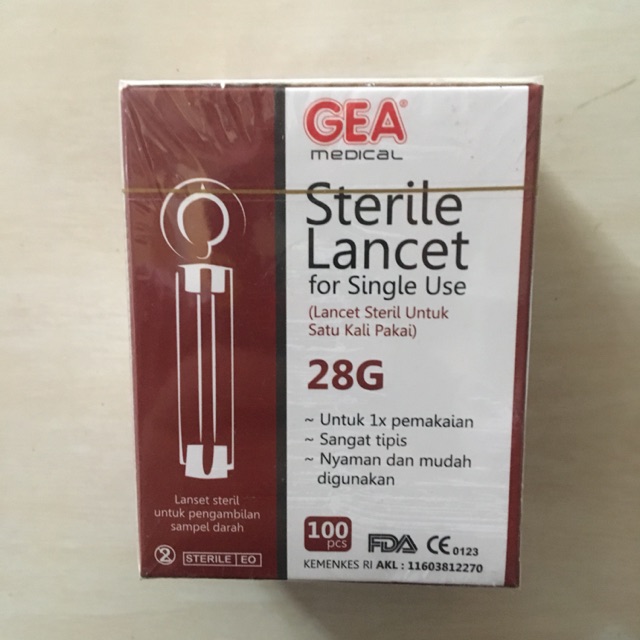 GEA®
medical
Sterile
Lancet
for Single Use
(Lancet Steril Untuk
Satu Kali Pakai)
28G
~ Untuk 1x pemakaian
~ Sangat tipis
~ Nyaman dan mudah
digunakan
Lanset steril
untuk pengambilan
sampel darah
2 STERILE EO
100
pcs
FDA CE 0123
KEMENKES RI AKL : 11603812270